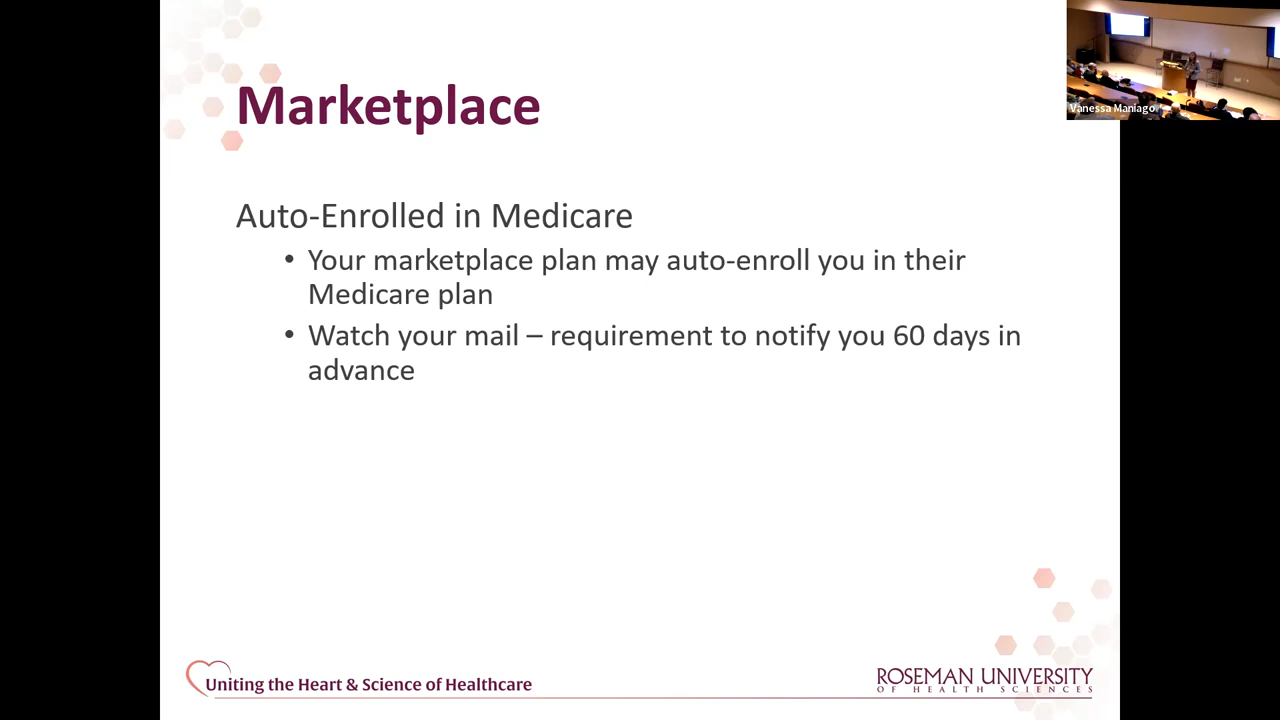 Marketplace
Vanessa Maniago
Auto-Enrolled in Medicare
• Your marketplace plan may auto-enroll you in their
Medicare plan
• Watch your mail – requirement to notify you 60 days in
advance
Uniting the Heart & Science of Healthcare
ROSEMAN UNIVERSITY
OF HEALTH SCIENCES